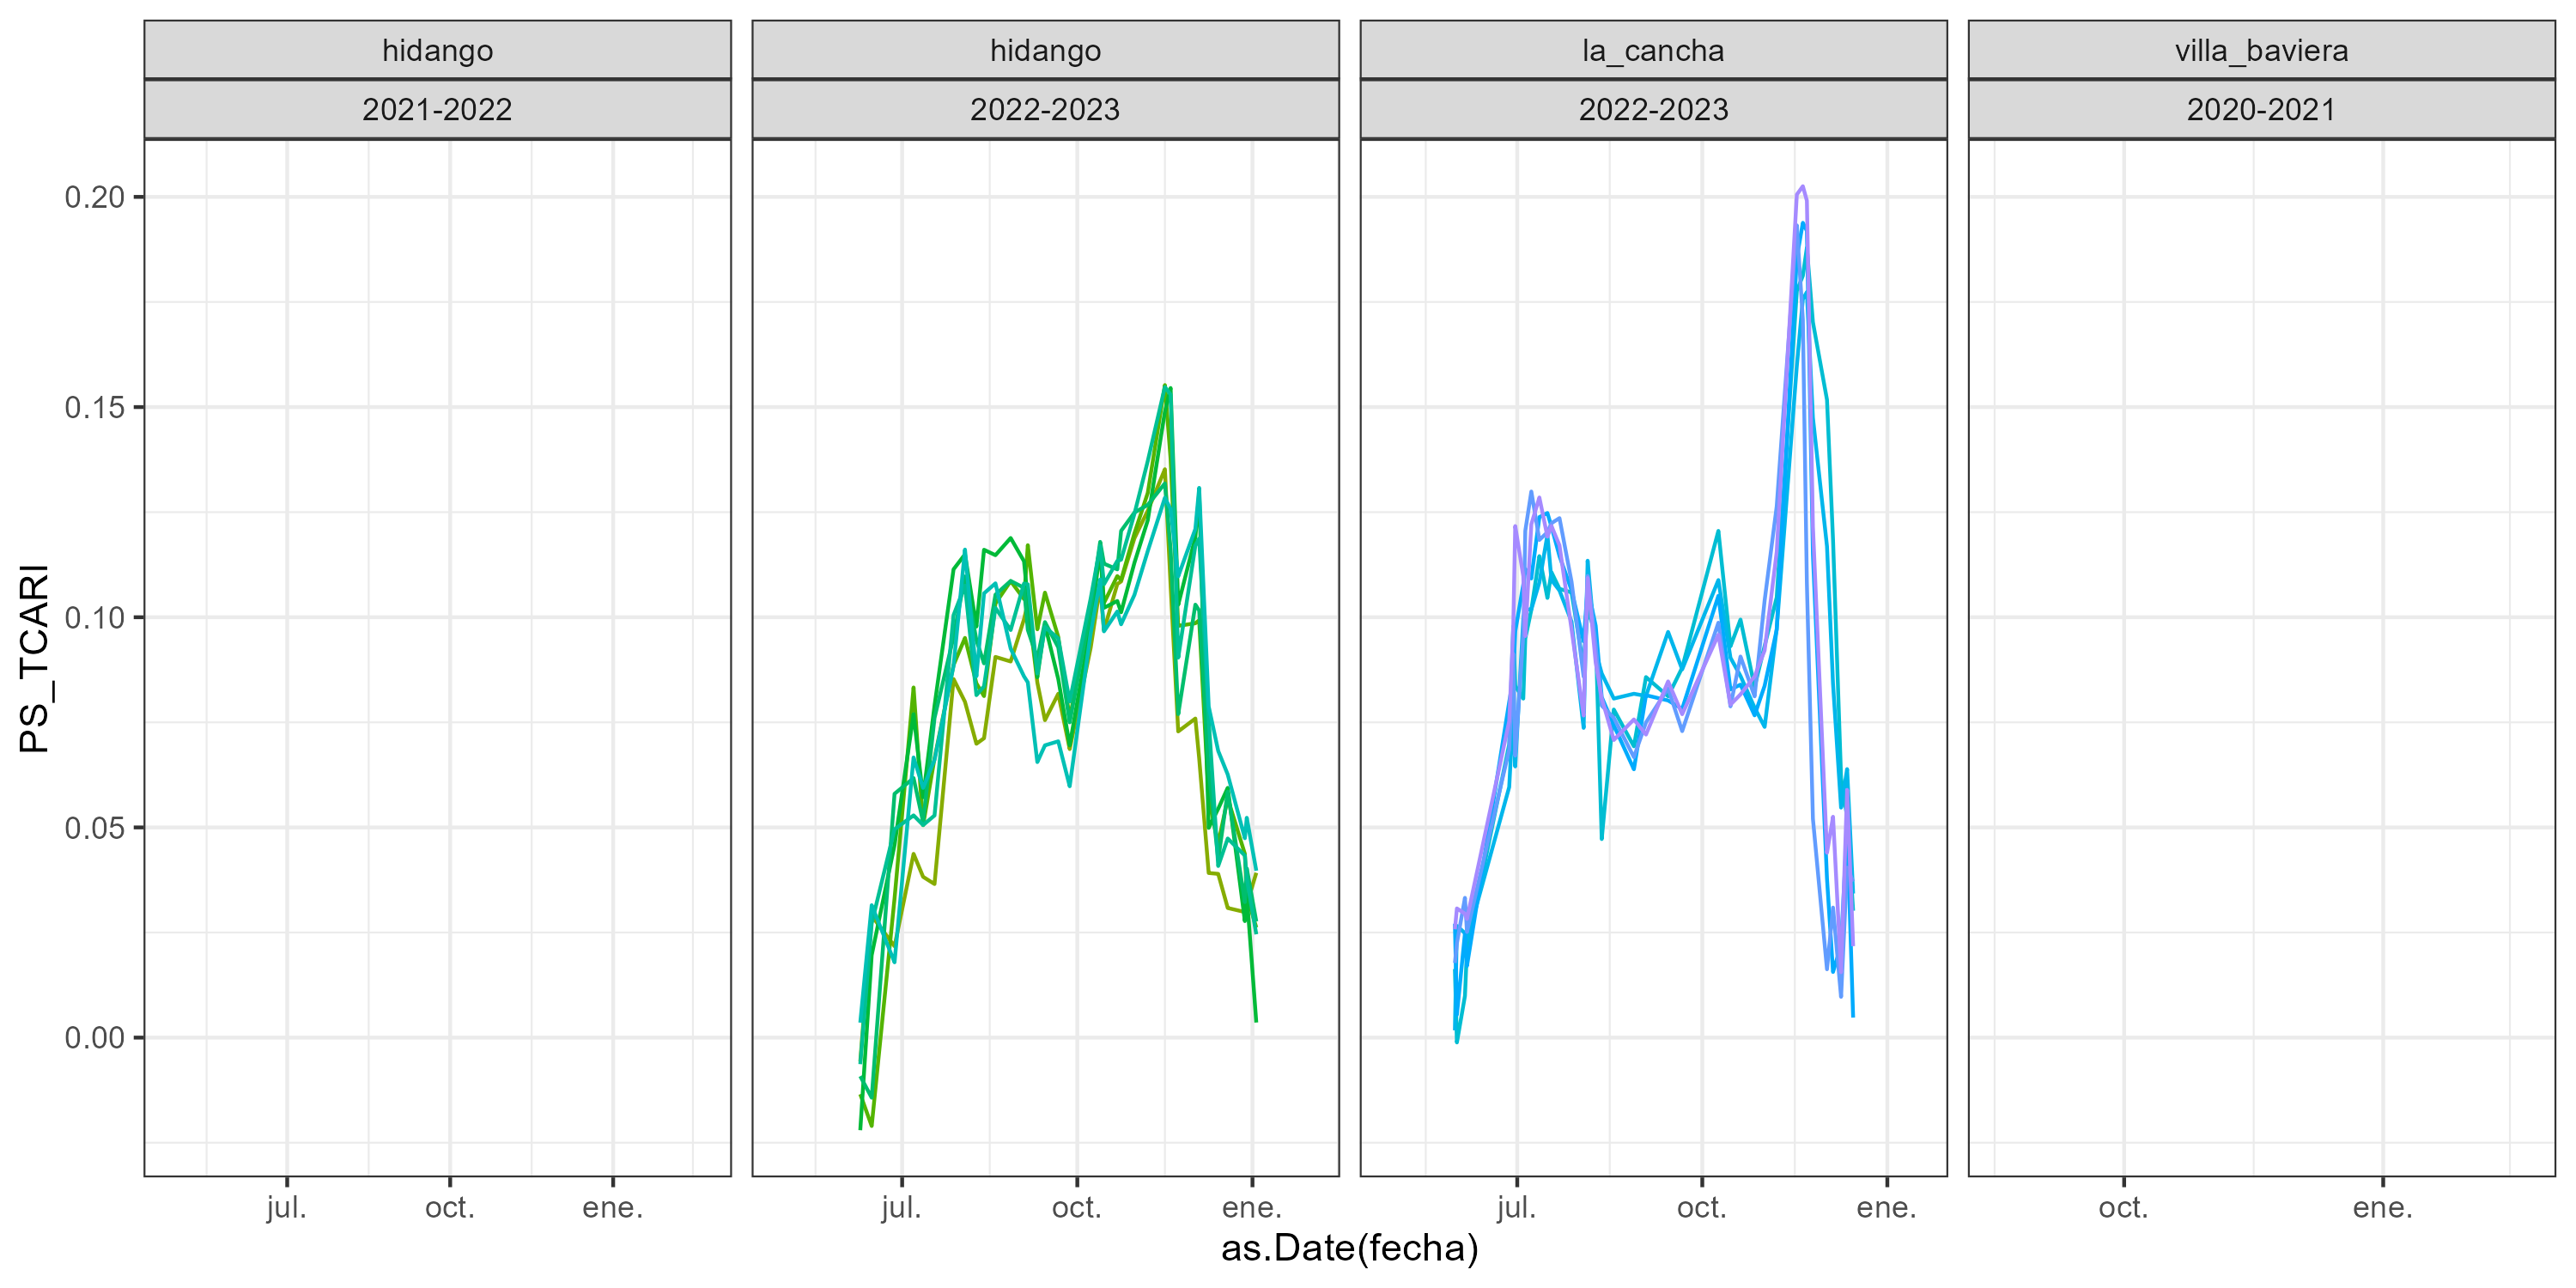 hidango hidango la_cancha villa_baviera
2021-2022 2022-2023 2022-2023 2020-2021
0.20
0.15
0.10
0.05
0.00
PS_TCARI
jul. oct. ene. jul. oct. ene. jul. oct. ene. oct. ene.
as.Date(fecha)